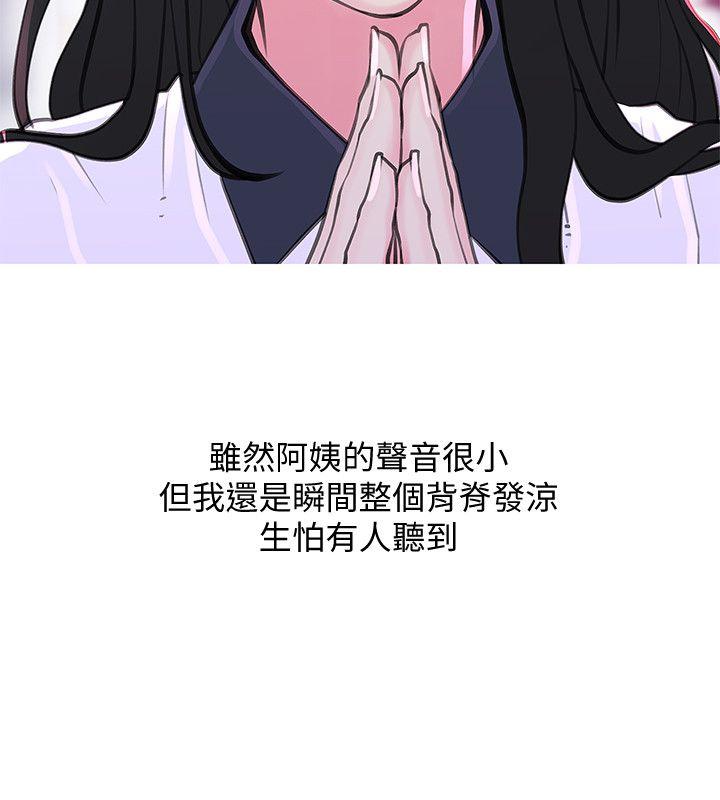 雖然阿姨的聲音很小
但我還是瞬間整個背脊發涼
生怕有人聽到